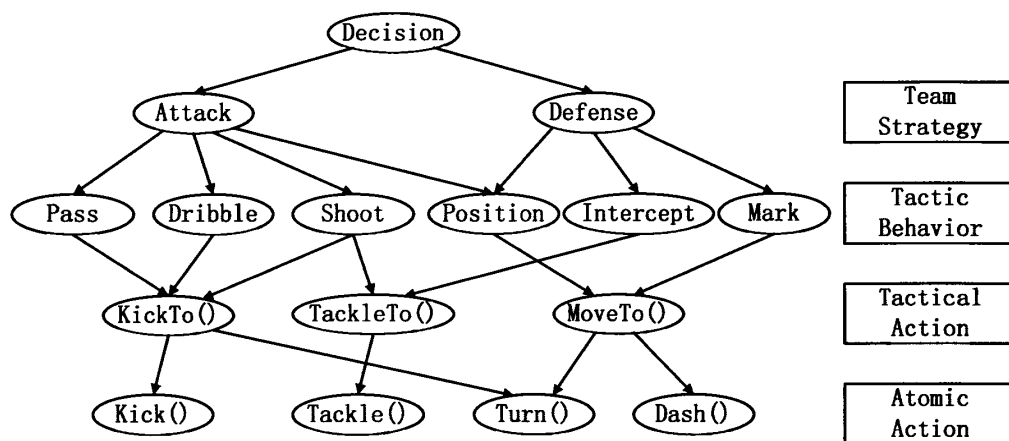 Decision
Attack
Defense
Team
Strategy
Pass
Dribble
Shoot
Position
Intercept
Mark
Tactic
Behavior
KickTo()
TackleTo()
MoveTo()
Tactical
Action
Kick()
Tackle()
Turn()
Dash()
Atomic
Action